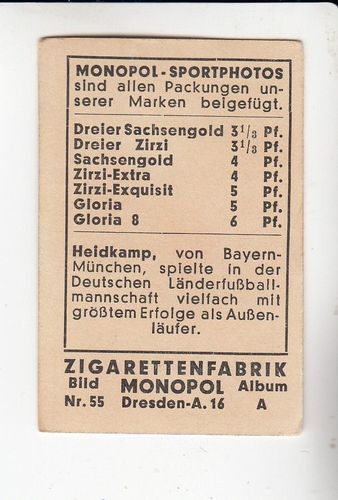 MONOPOL-SPORTPHOTOS
sind allen Packungen un-
serer Marken beigefügt.
Dreier Sachsengold 3 1/3 Pf.
Dreier Zirzi 3 1/3 Pf.
Sachsengold 4 Pf.
Zirzi-Extra 4 Pf.
Zirzi-Exquisit 5 Pf.
Gloria 5 Pf.
Gloria 8 6 Pf.
Heidkamp, von Bayern-
München, spielte in der
Deutschen Länderfußball-
mannschaft vielfach mit
größtem Erfolge als Außen-
läufer.
ZIGARETTENFABRIK
Bild MONOPOL Album
Nr. 55 Dresden-A. 16 A